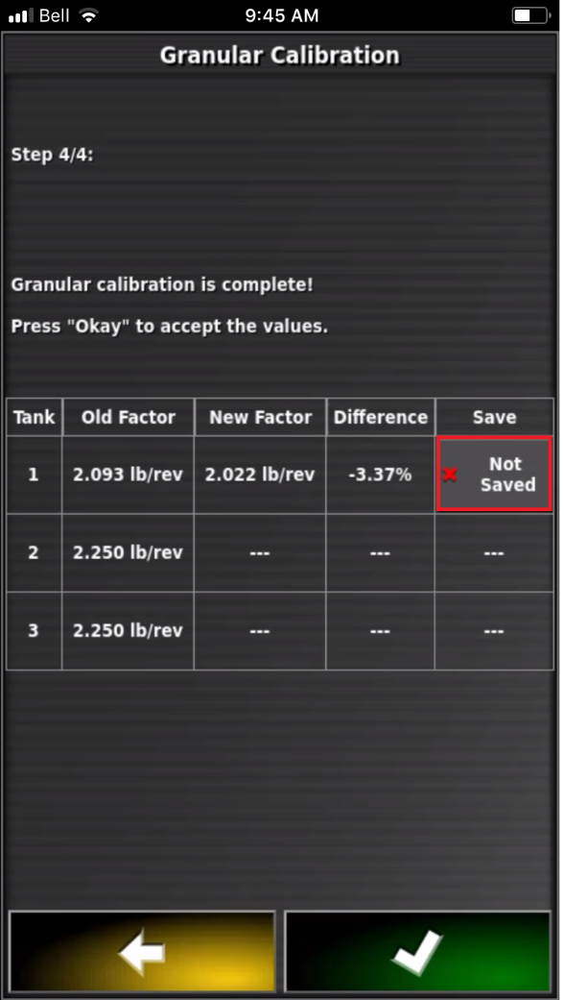 Bell 9:45 AM
Granular Calibration
Step 4/4:
Granular calibration is complete!
Press "Okay" to accept the values.
Tank Old Factor New Factor Difference Save
1 2.093 lb/rev 2.022 lb/rev -3.37% Not Saved
2 2.250 lb/rev --- --- ---
3 2.250 lb/rev --- --- ---